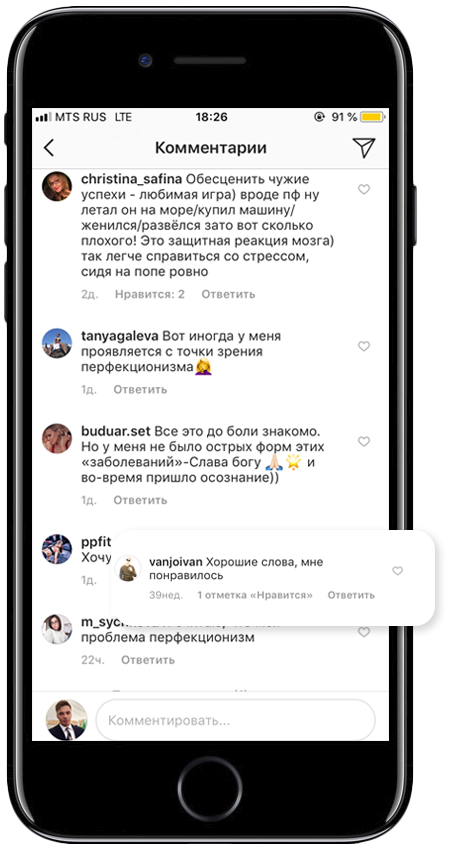 MTS RUS LTE 18:26 91 %
Комментарии
christina_safina Обесценить чужие
успехи - любимая игра) вроде пф ну
летал он на море/купил машину/
женился/развёлся зато вот сколько
плохого! Это защитная реакция мозга)
так легче справиться со стрессом,
сидя на попе ровно
2д. Нравится: 2 Ответить
tanyagaleva Вот иногда у меня
проявляется с точки зрения
перфекционизма🤦‍♀️
1д. Ответить
buduar.set Все это до боли знакомо.
Но у меня не было острых форм этих
«заболеваний»-Слава богу 🙏🏻🌟 и
во-время пришло осознание))
1д. Ответить
ppfit
Хочу
1д.
vanjoivan Хорошие слова, мне
понравилось
39нед. 1 отметка «Нравится» Ответить
проблема перфекционизм
22ч. Ответить
Комментировать...